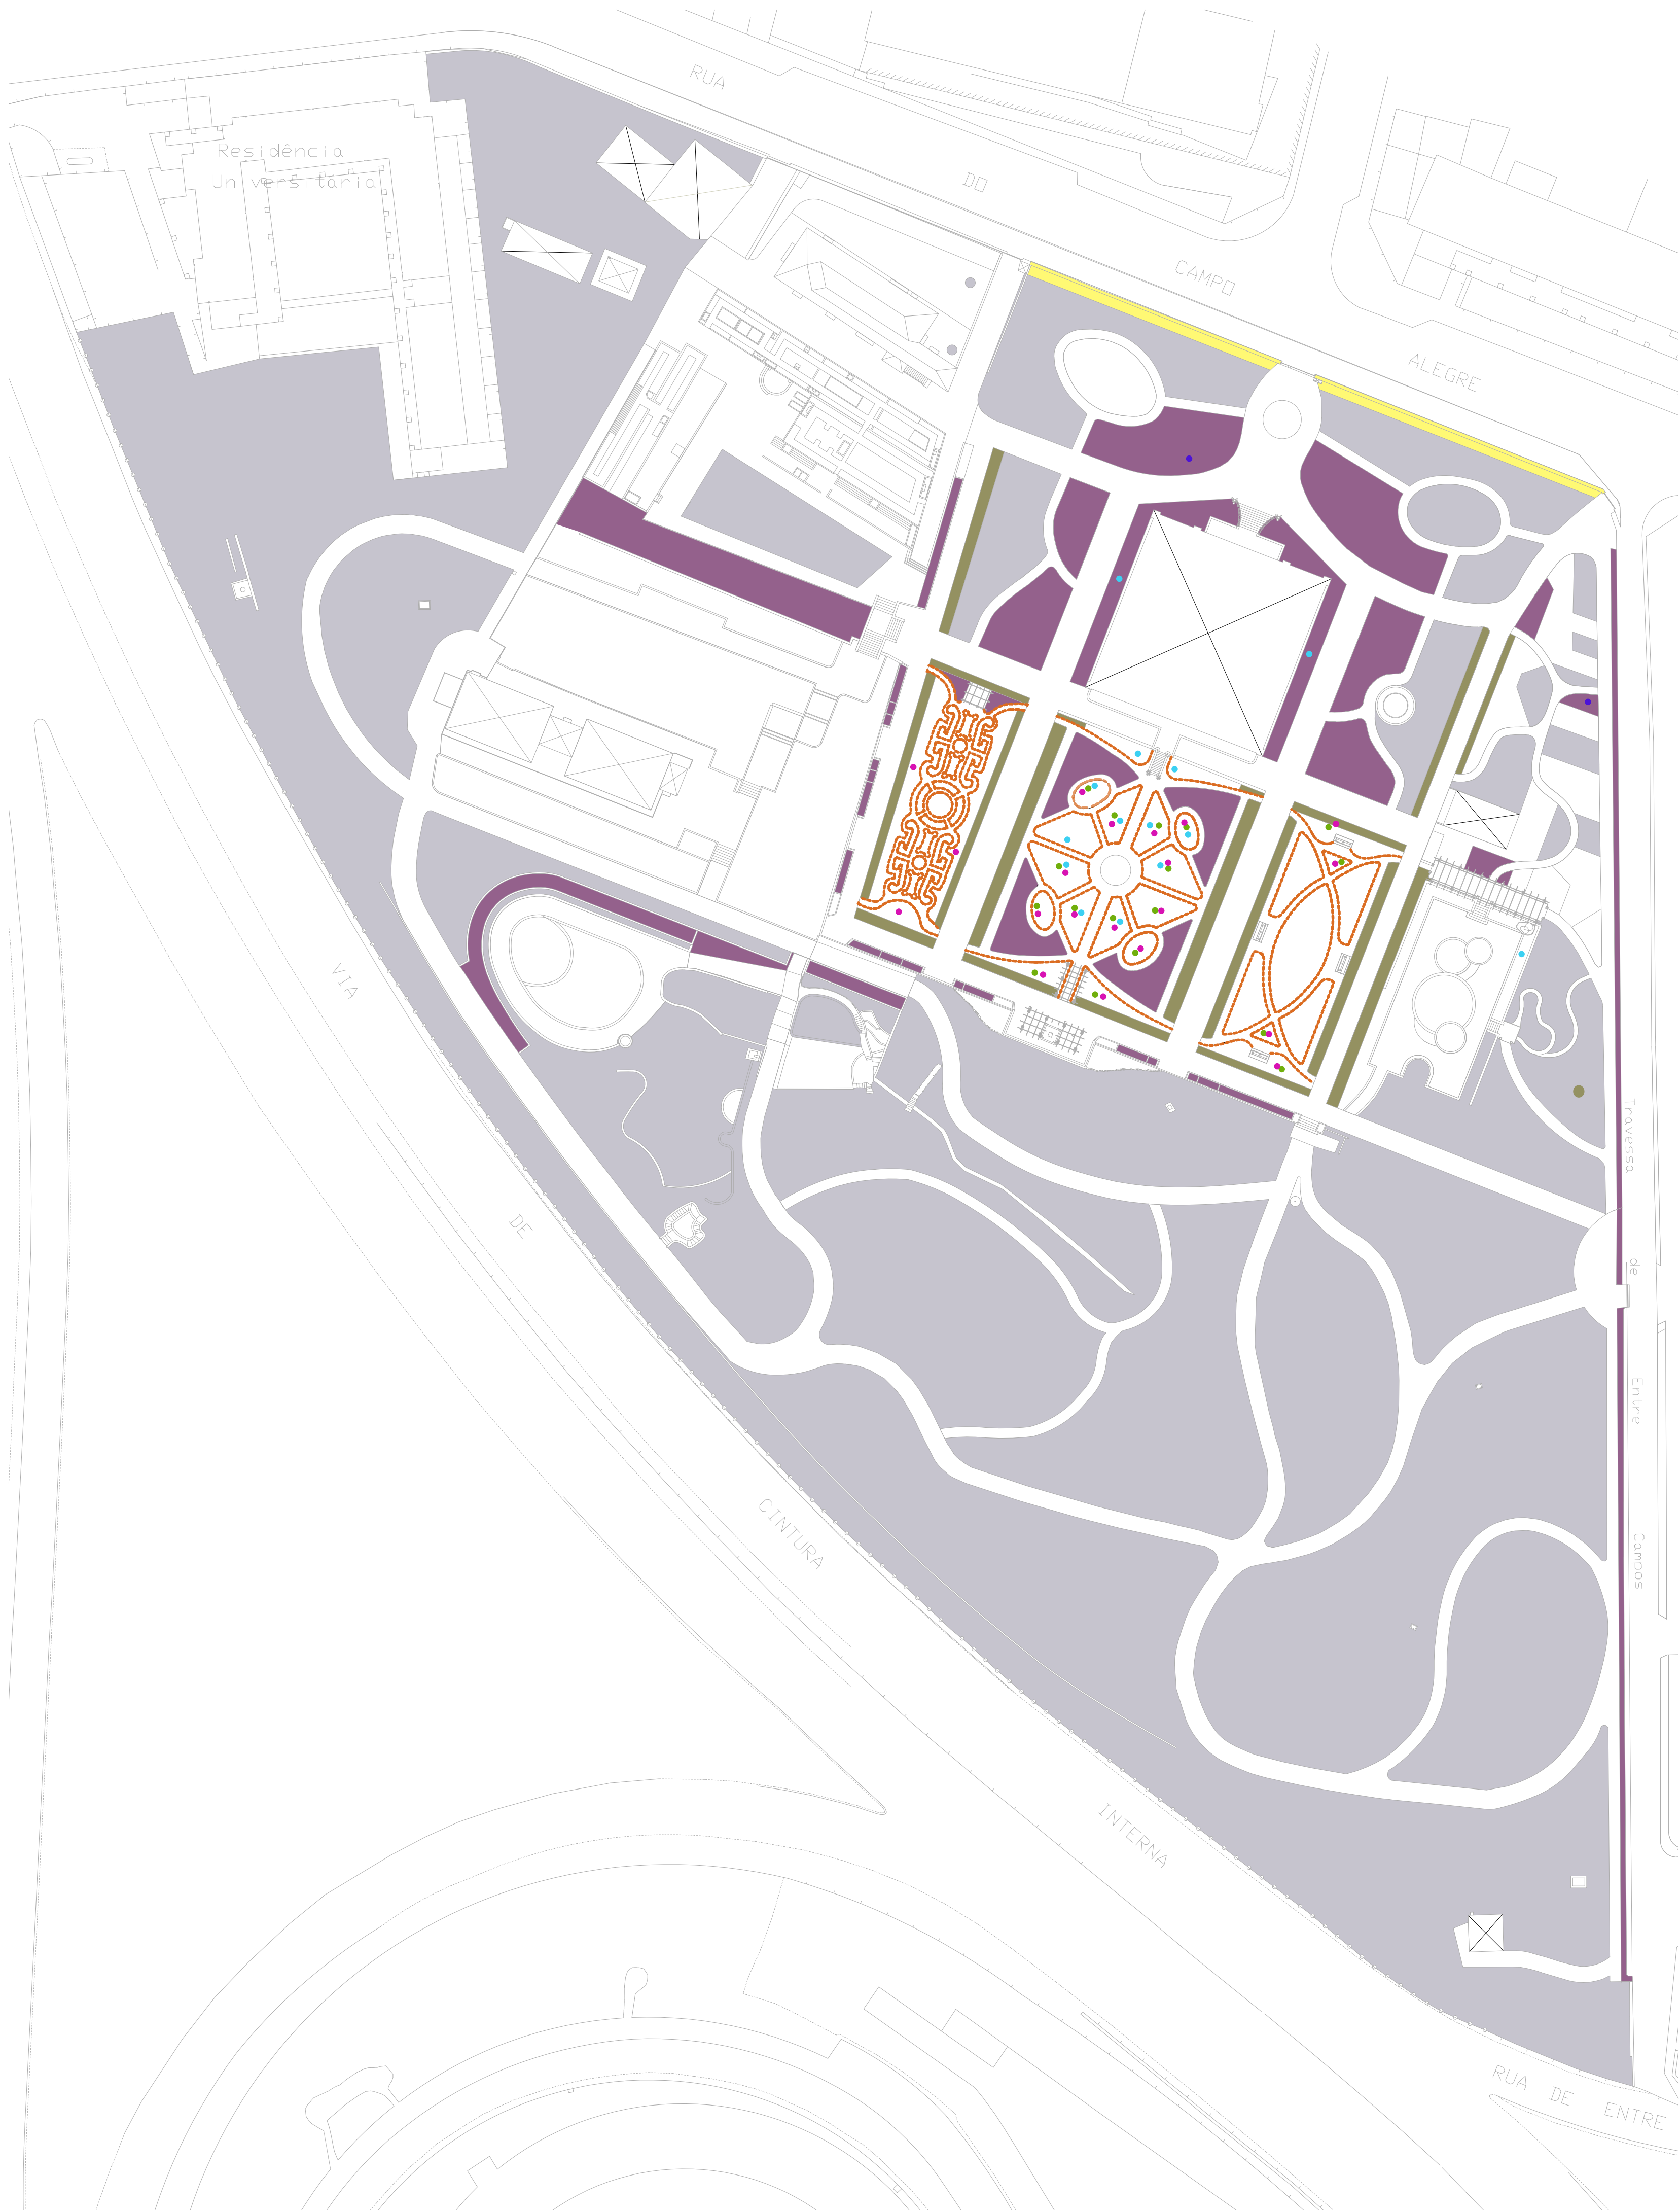 RUA
DO
CAMPO
ALEGRE
Residência
Universitária
VIA
DE
CINTURA
INTERNA
Travessa
de
Entre
Campos
RUA DE ENTRE